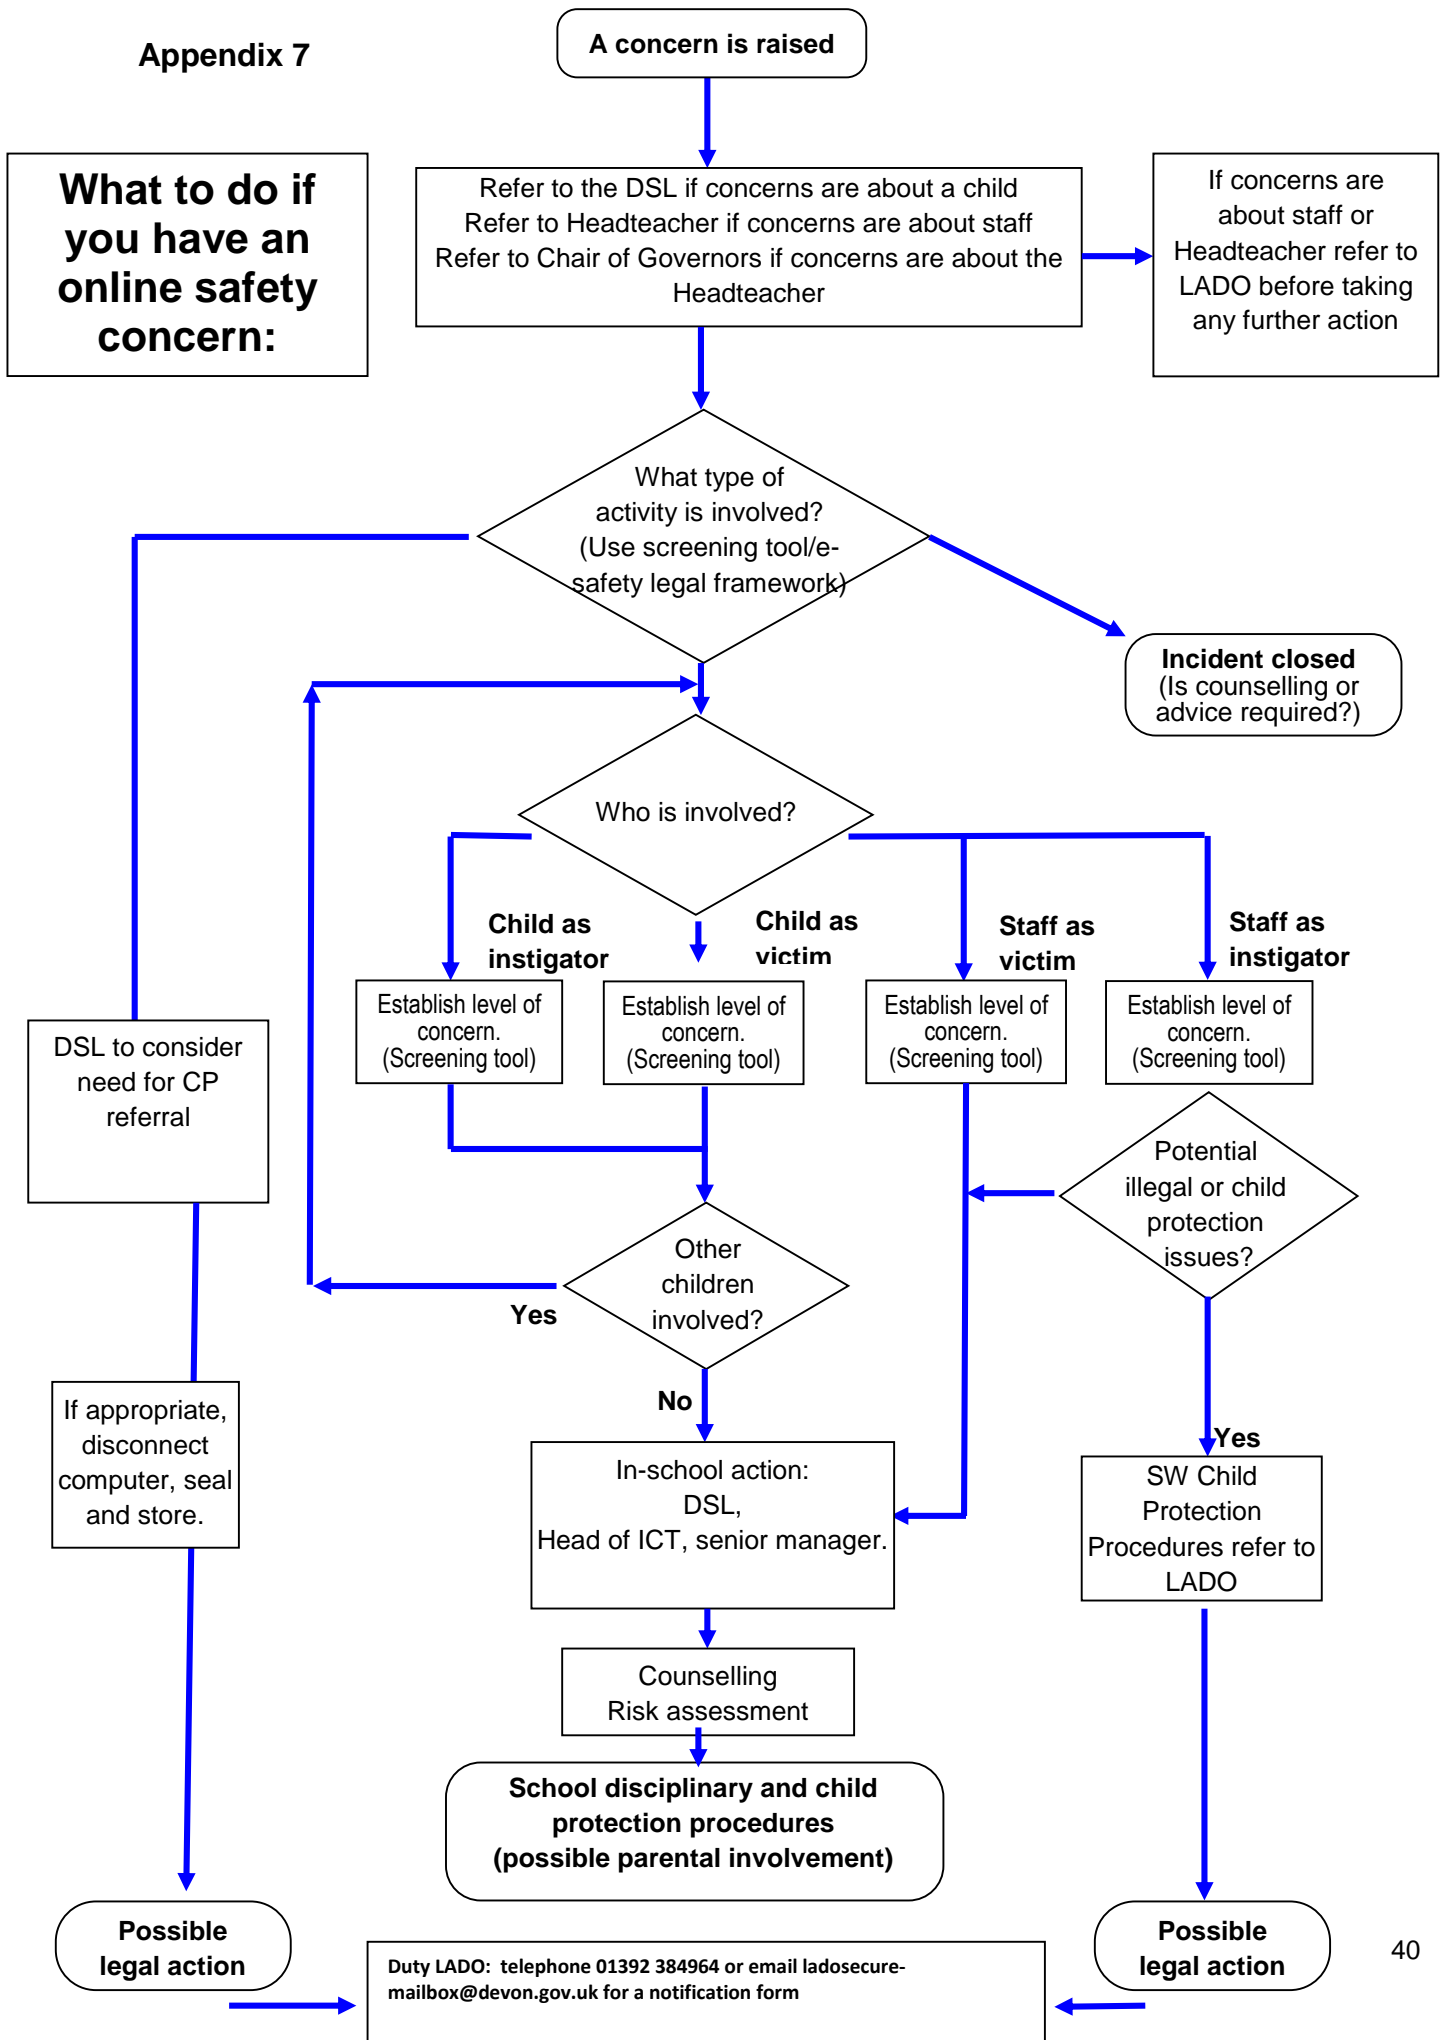 Appendix 7
A concern is raised
What to do if
you have an
online safety
concern:
Refer to the DSL if concerns are about a child
Refer to Headteacher if concerns are about staff
Refer to Chair of Governors if concerns are about the
Headteacher
If concerns are
about staff or
Headteacher refer to
LADO before taking
any further action
What type of
activity is involved?
(Use screening tool/e-
safety legal framework)
Incident closed
(Is counselling or
advice required?)
Who is involved?
Child as
instigator
Child as
victim
Staff as
victim
Staff as
instigator
Establish level of
concern.
(Screening tool)
Establish level of
concern.
(Screening tool)
Establish level of
concern.
(Screening tool)
Establish level of
concern.
(Screening tool)
DSL to consider
need for CP
referral
Potential
illegal or child
protection
issues?
Other
children
involved?
Yes
No
If appropriate,
disconnect
computer, seal
and store.
In-school action:
DSL,
Head of ICT, senior manager.
Yes
SW Child
Protection
Procedures refer to
LADO
Counselling
Risk assessment
School disciplinary and child
protection procedures
(possible parental involvement)
Possible
legal action
Possible
legal action
Duty LADO: telephone 01392 384964 or email ladosecure-
mailbox@devon.gov.uk for a notification form
40